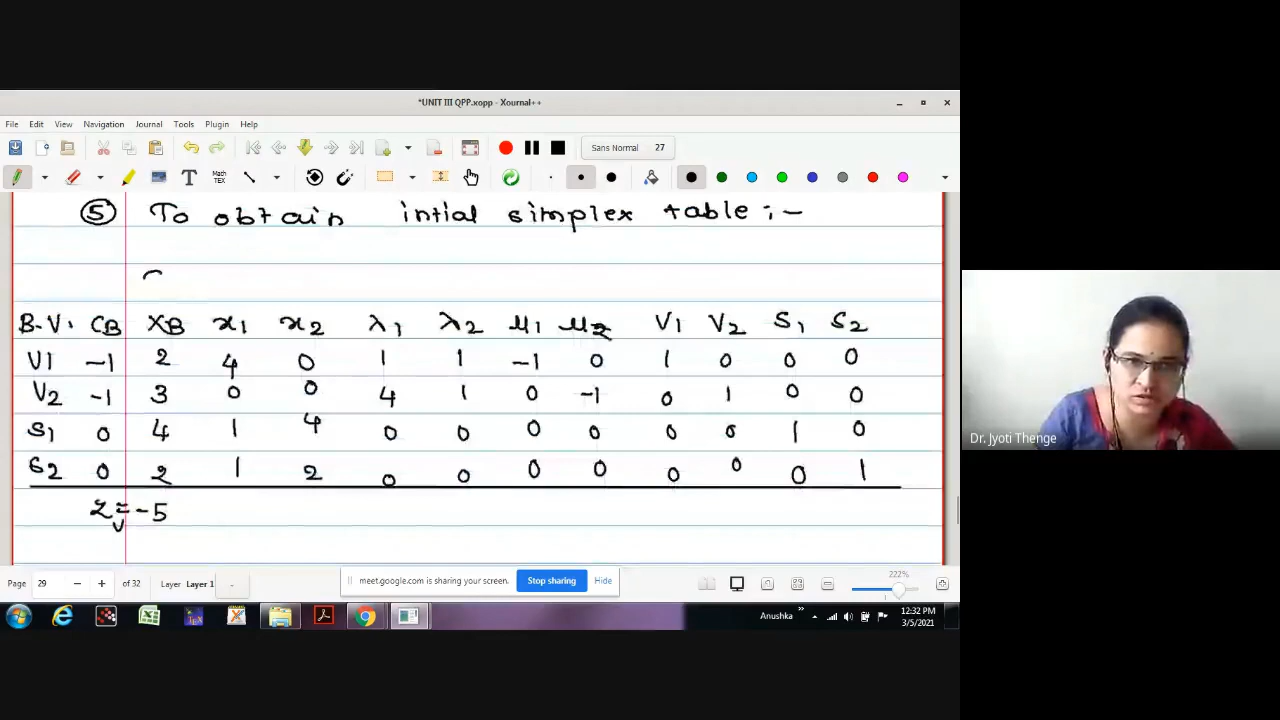 *UNIT III QPP.xopp - Xournal++
File Edit View Navigation Journal Tools Plugin Help
Sans Normal 27
T Math TEX
⑤ To obtain intial simplex table :-
B.V. CB XB x1 x2 λ1 λ2 μ1 μ2 V1 V2 S1 S2
V1 -1 2 4 0 1 1 -1 0 1 0 0 0
V2 -1 3 0 0 4 1 0 -1 0 1 0 0
S1 0 4 1 4 0 0 0 0 0 0 1 0
S2 0 2 1 2 0 0 0 0 0 0 0 1
Zv = -5
Dr. Jyoti Thenge
meet.google.com is sharing your screen. Stop sharing Hide
Page 29 of 32 Layer Layer 1 222%
Anushka 12:32 PM
3/5/2021